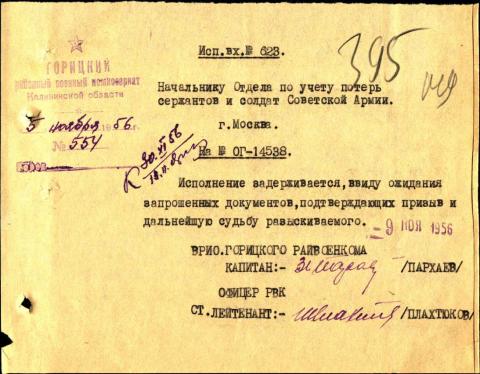 Исп.вх.№ 623.
395
ГОРИЦКИЙ
районный военный комиссариат
Калининской области
5 ноября 1956 г.
№ 554
Начальнику Отдела по учету потерь
сержантов и солдат Советской Армии.
г.Москва.
На № ОГ-14538.
Исполнение задерживается,ввиду ожидания
запрошенных документов,подтверждающих призыв и
дальнейшую судьбу разыскиваемого.
- 9 НОЯ 1956
ВРИО.ГОРИЦКОГО РАЙВОЕНКОМА
КАПИТАН:- /ПАРХАЕВ/
ОФИЦЕР РВК
СТ.ЛЕЙТЕНАНТ:- /ПЛАХТЮКОВ/